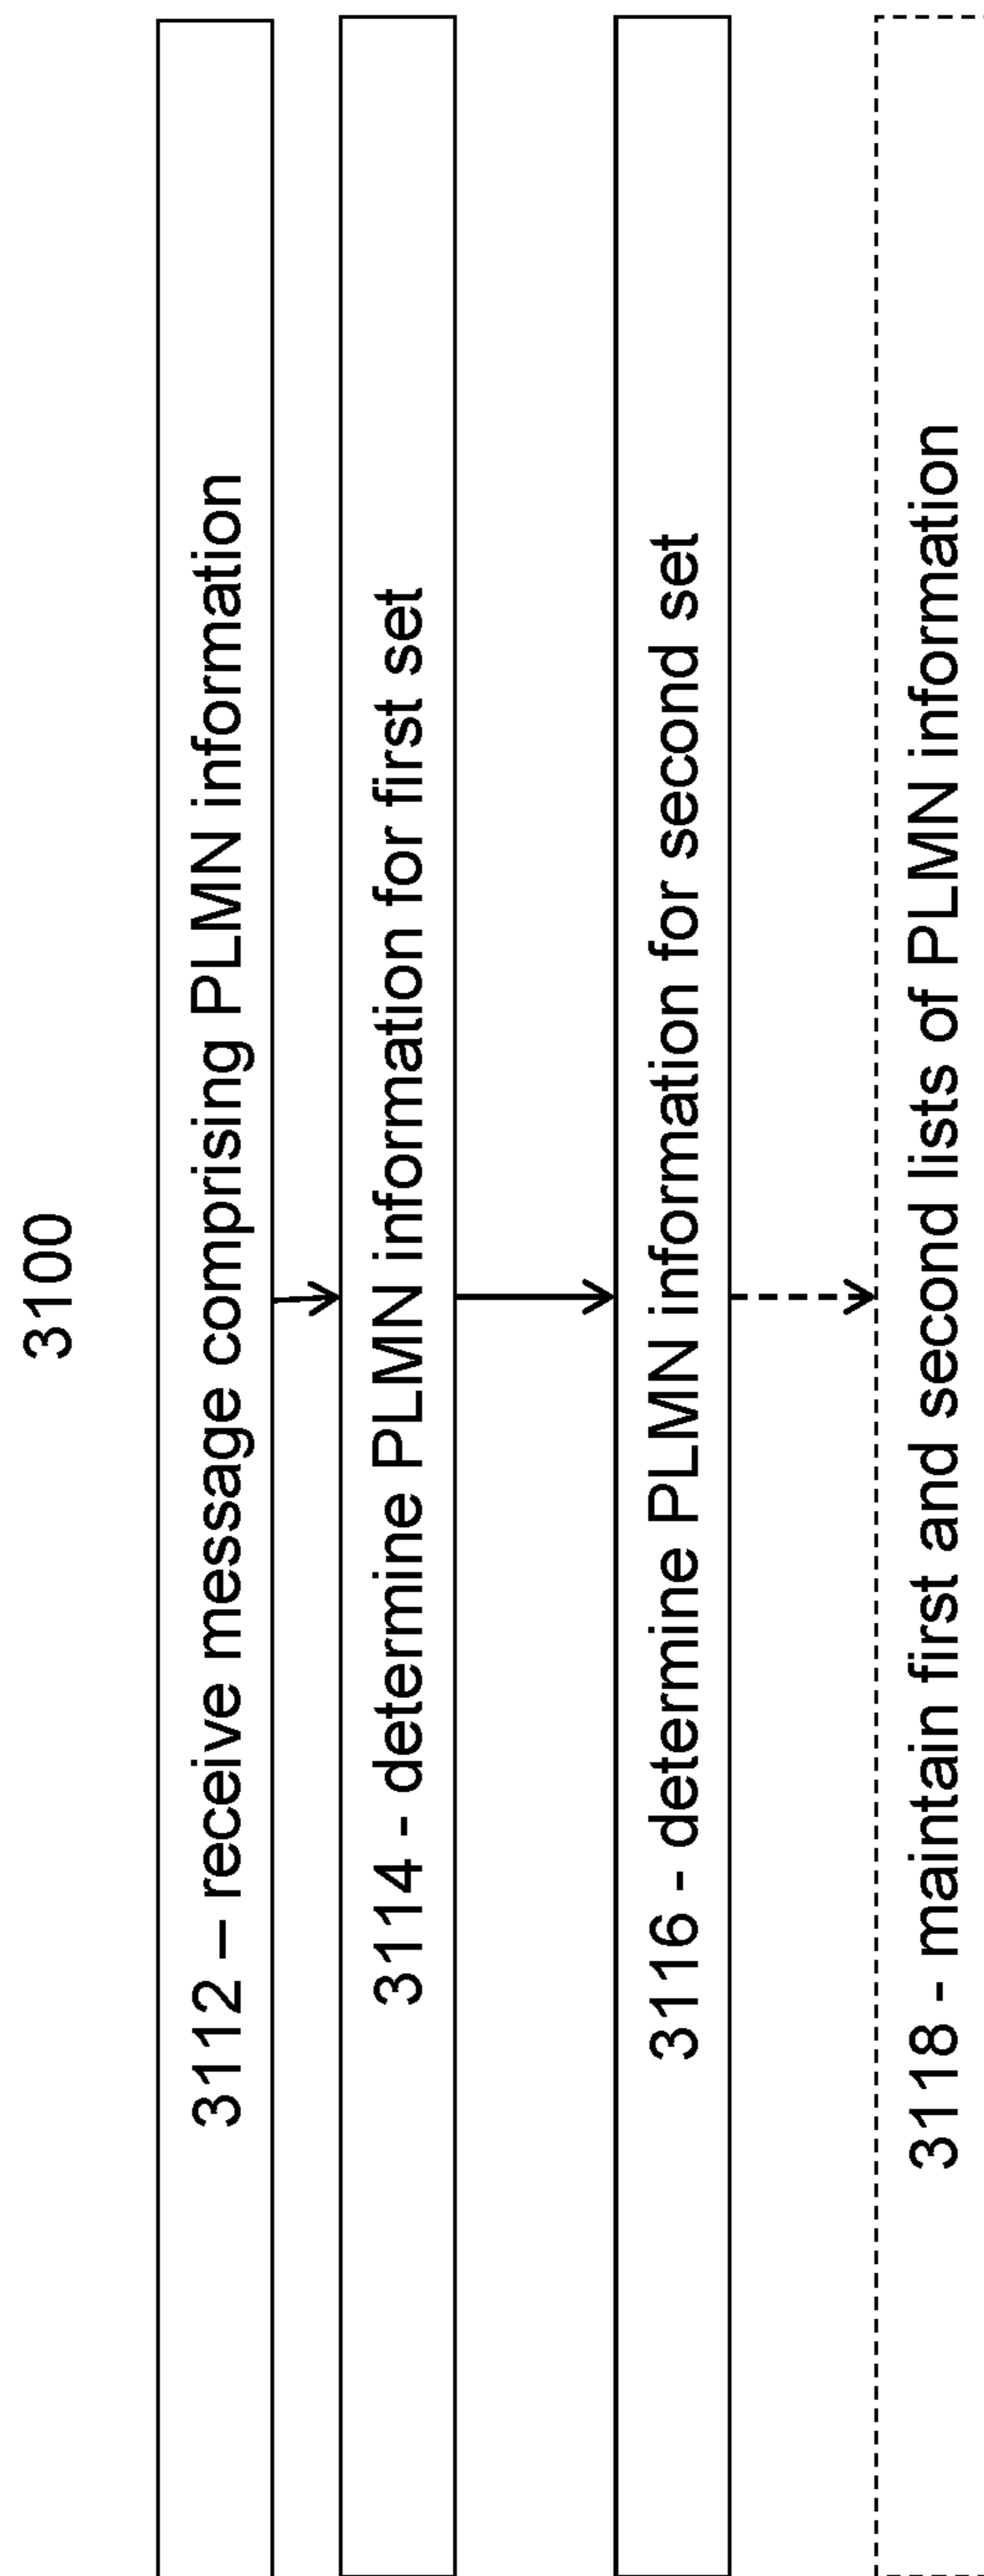 3100
3112 – receive message comprising PLMN information
3114 - determine PLMN information for first set
3116 - determine PLMN information for second set
3118 - maintain first and second lists of PLMN information